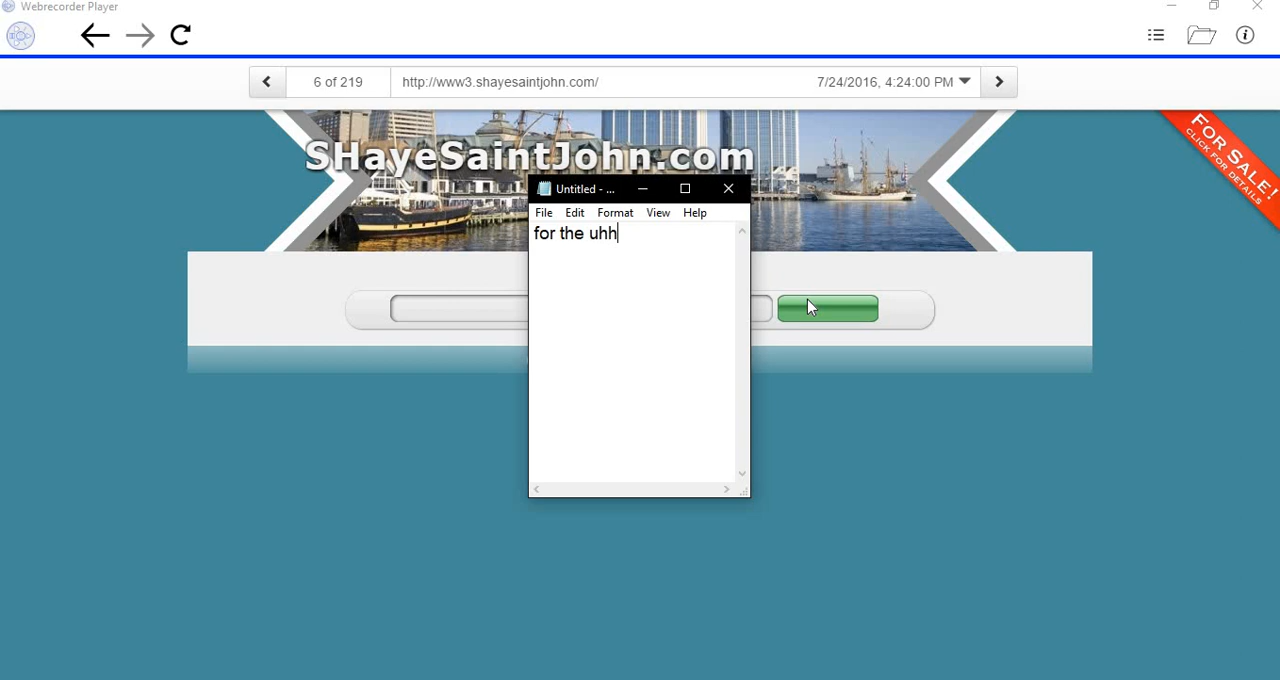 Webrecorder Player
6 of 219
http://www3.shayesaintjohn.com/
7/24/2016, 4:24:00 PM
FOR SALE!
CLICK FOR DETAILS
SHayeSaintJohn.com
Untitled - ...
File Edit Format View Help
for the uhh